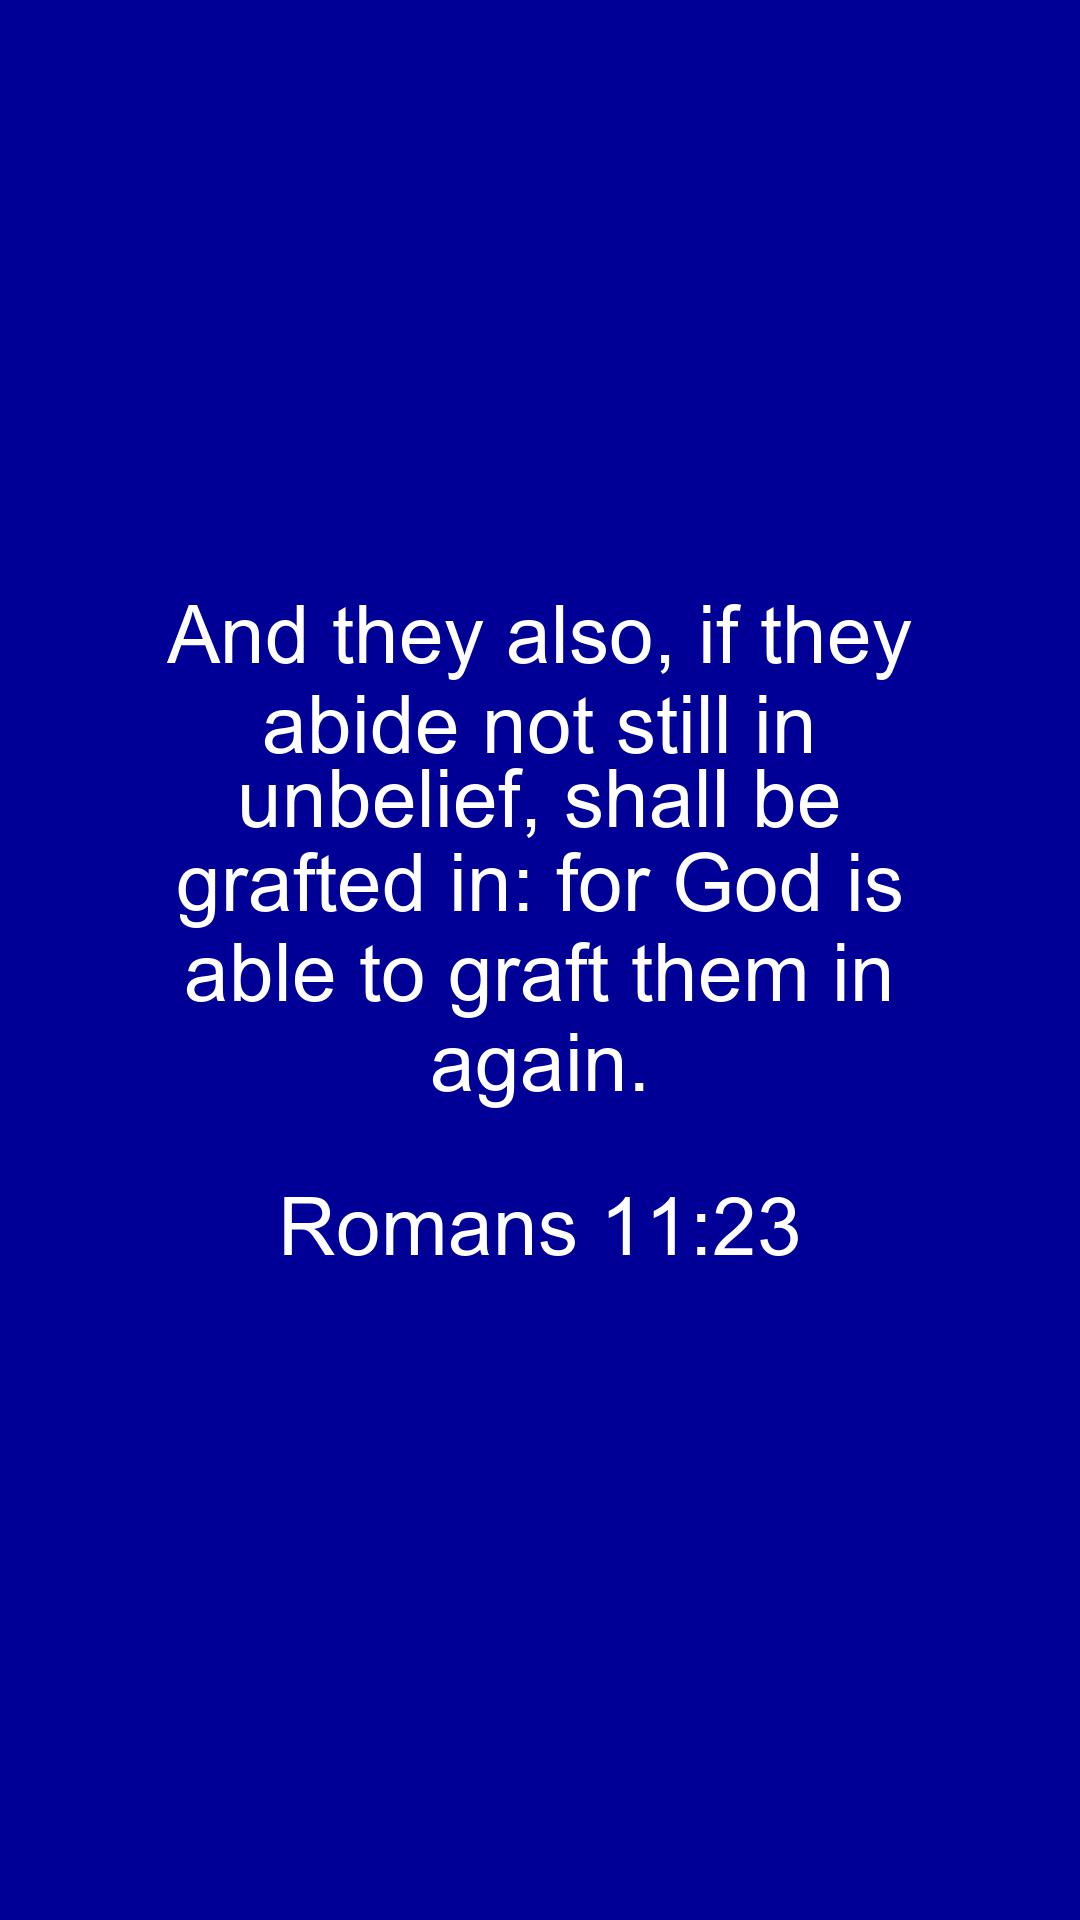 And they also, if they
abide not still in
unbelief, shall be
grafted in: for God is
able to graft them in
again.
Romans 11:23